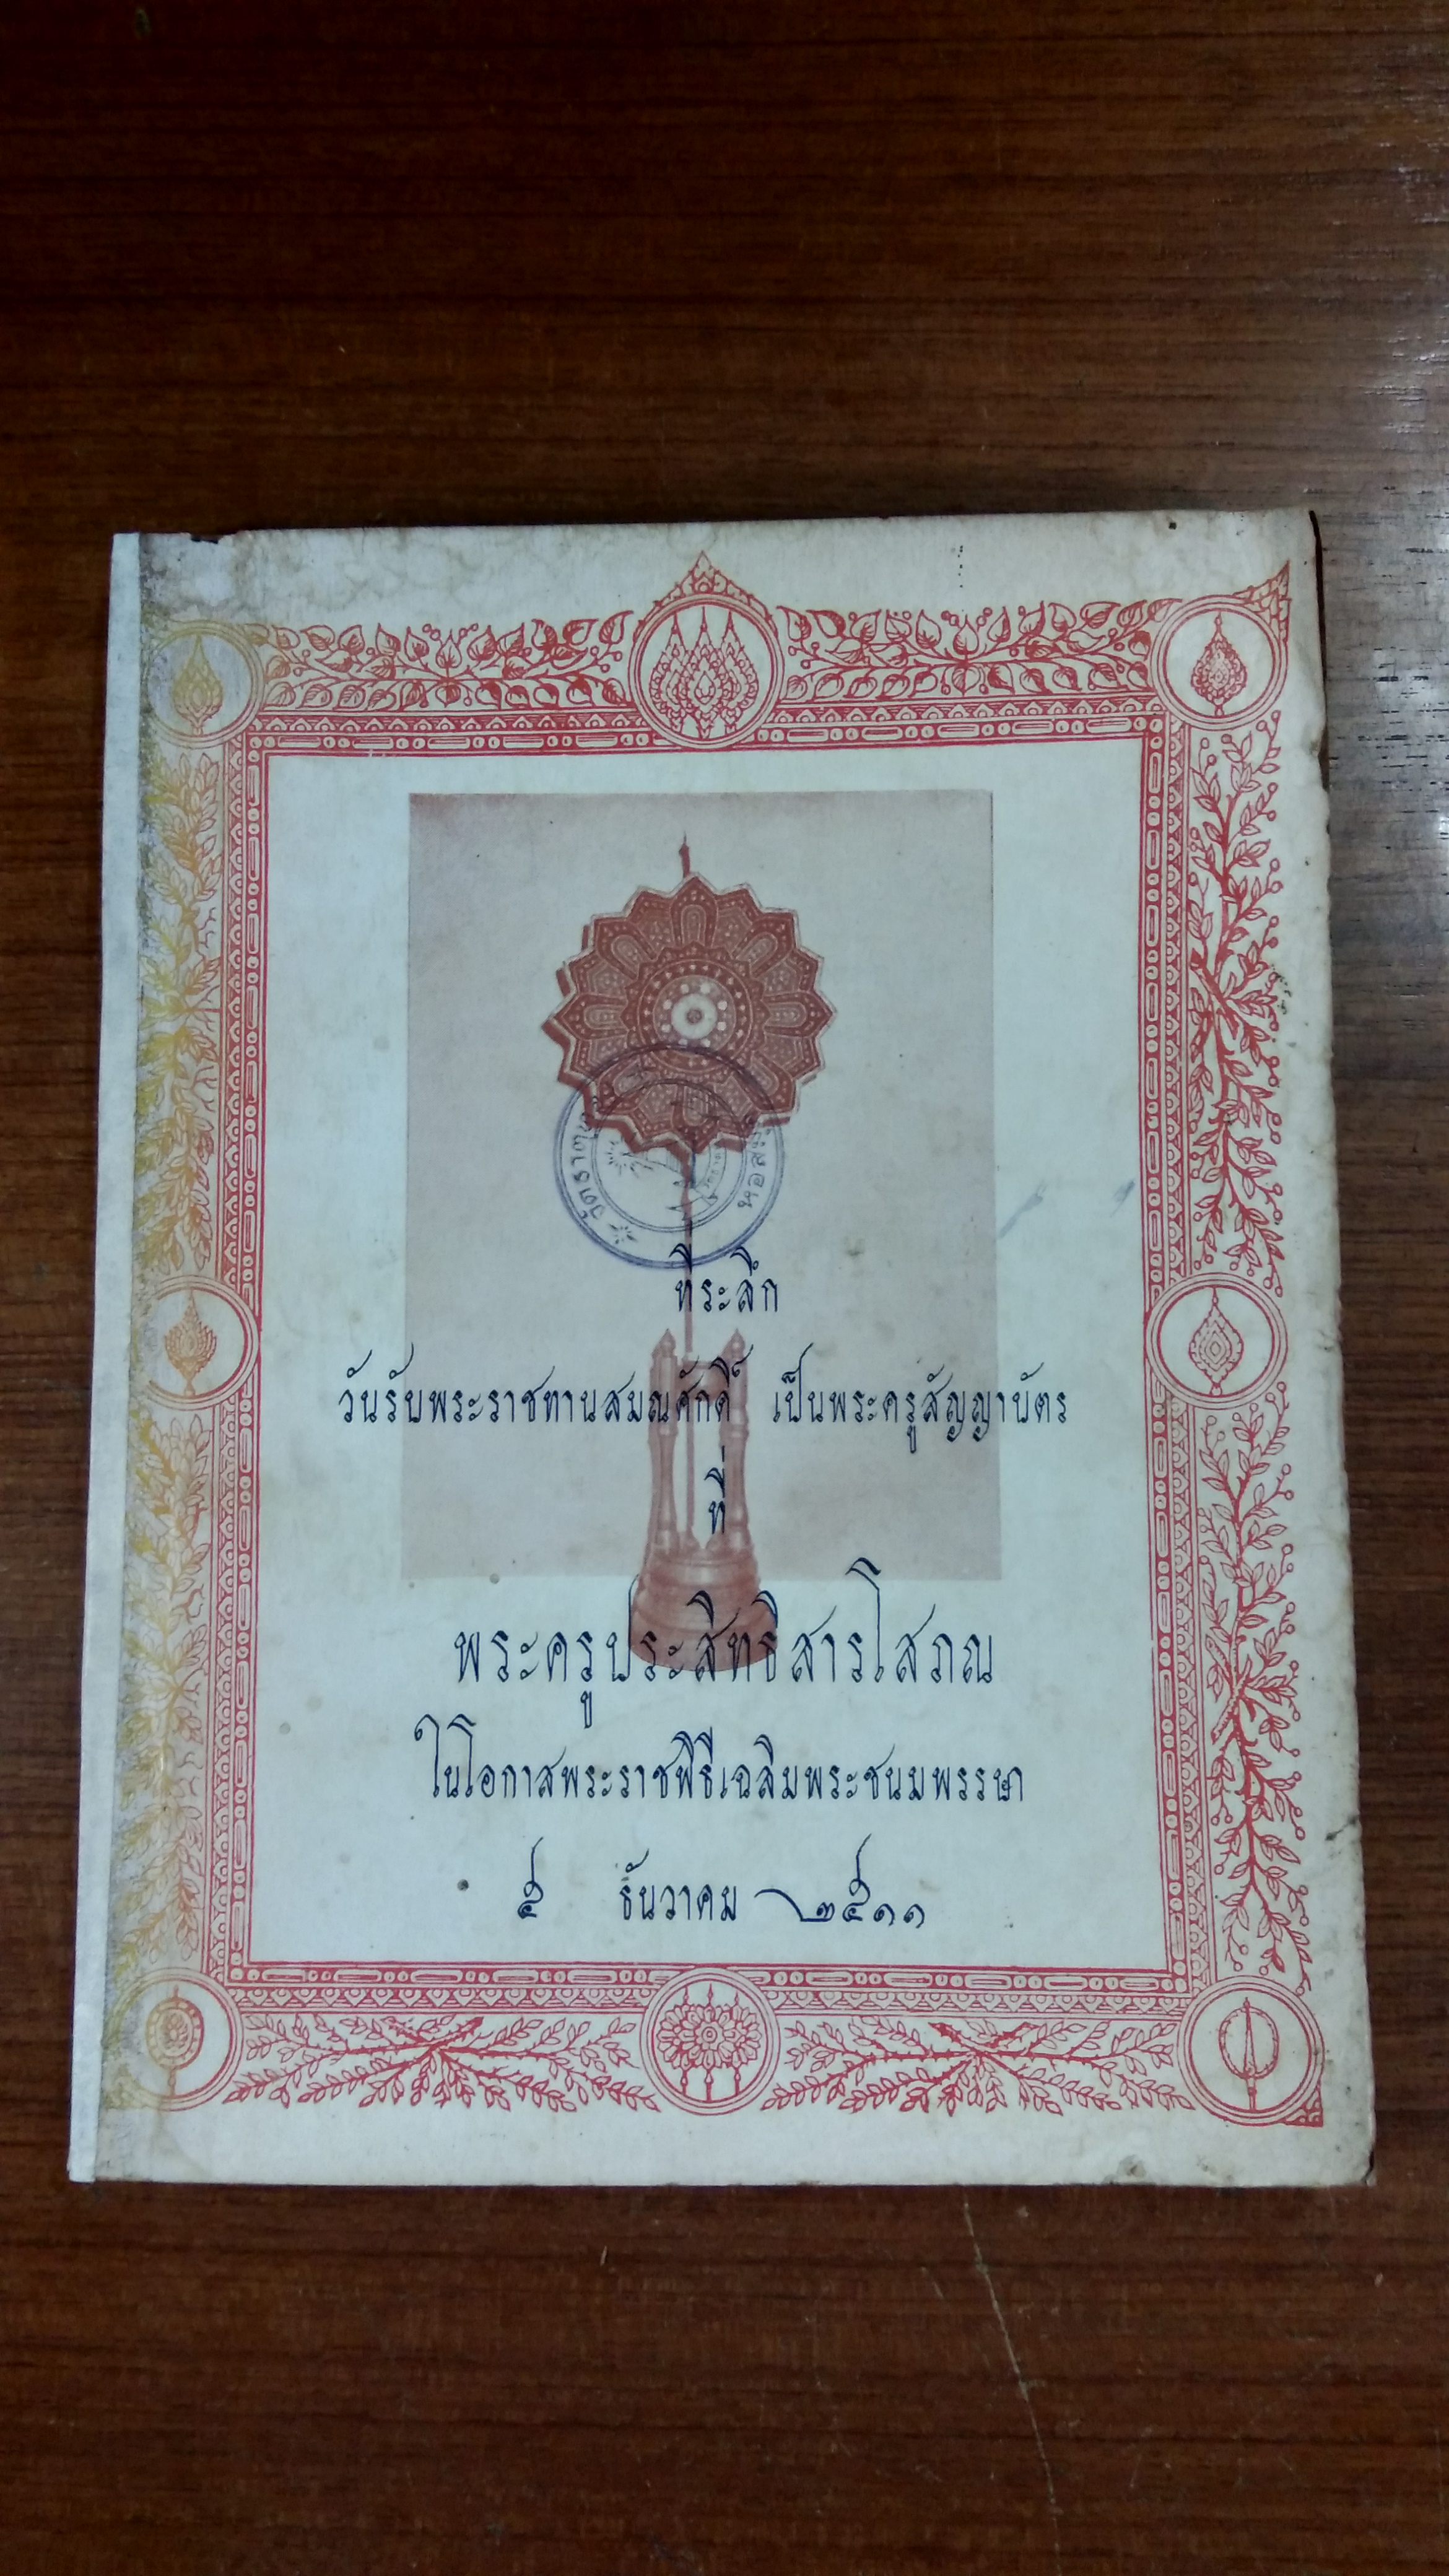 ที่ระลึก
วันรับพระราชทานสมณศักดิ์ เป็นพระครูสัญญาบัตร
ที่
พระครูประสิทธิสารโสภณ
ในโอกาสพระราชพิธีเฉลิมพระชนมพรรษา
๕ ธันวาคม ๒๕๑๑